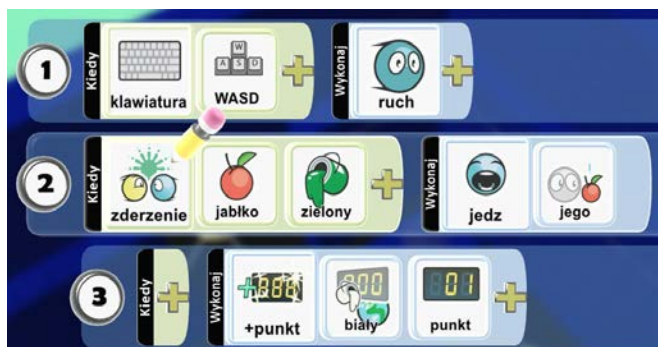 1 Kiedy klawiatura WASD Wykonaj ruch
2 Kiedy zderzenie jabłko zielony Wykonaj jedz jego
3 Kiedy Wykonaj +punkt biały punkt